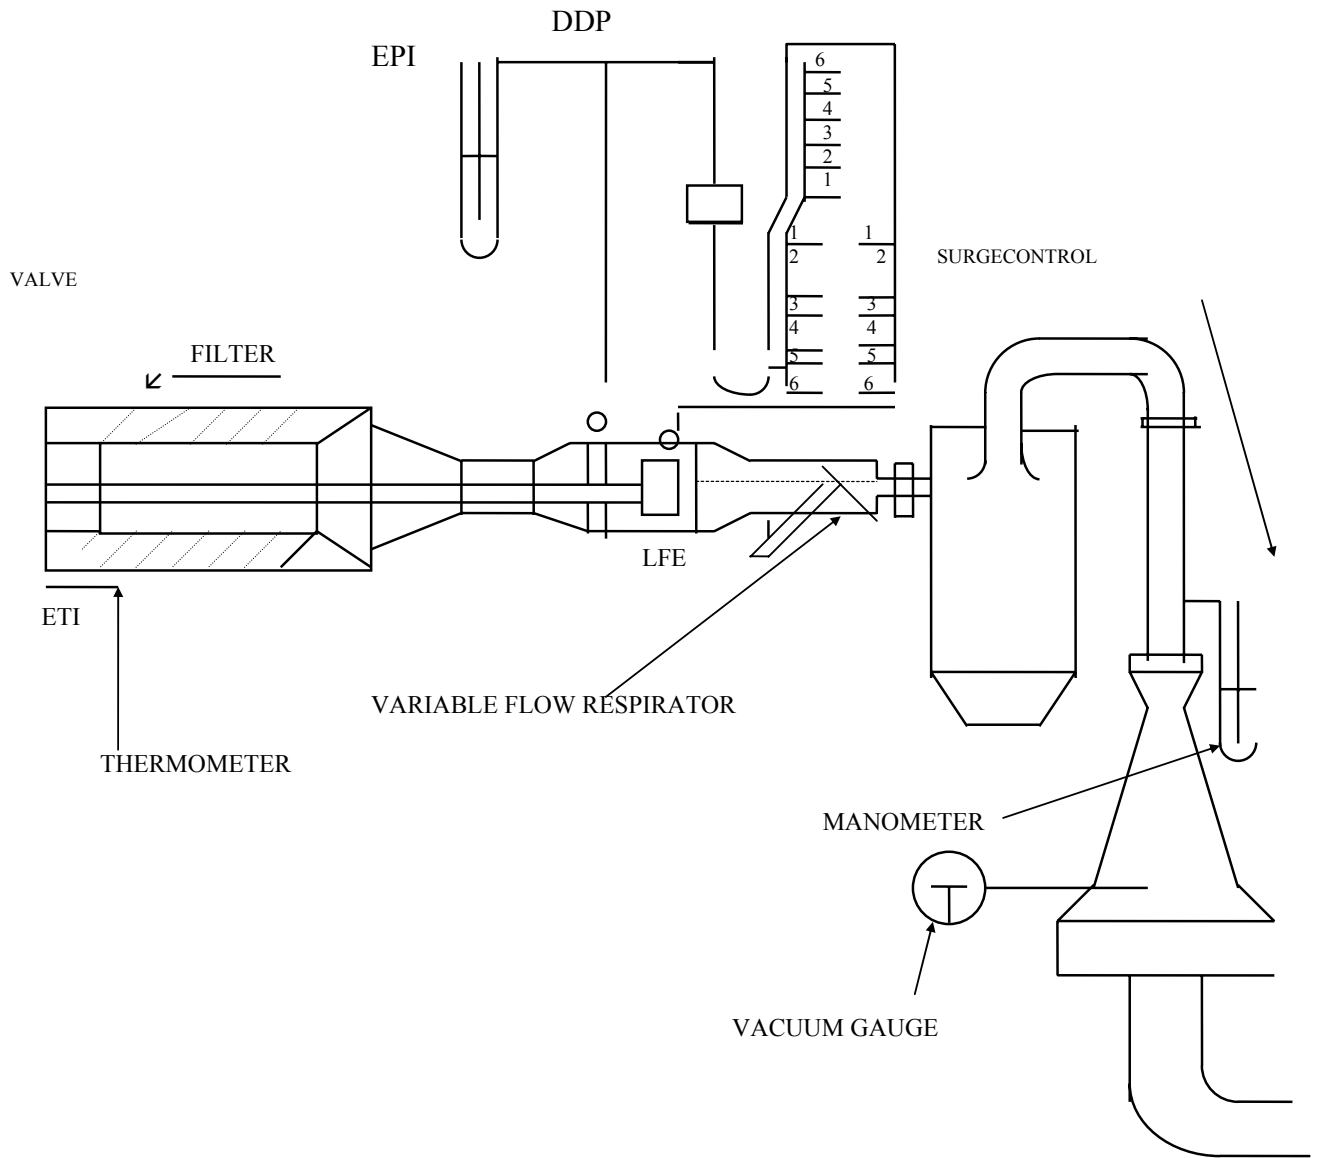 DDP
EPI
6
5
4
3
2
1
1 1
2 2
SURGECONTROL
VALVE
3 3
4 4
FILTER
5 5
6 6
LFE
ETI
VARIABLE FLOW RESPIRATOR
THERMOMETER
MANOMETER
VACUUM GAUGE